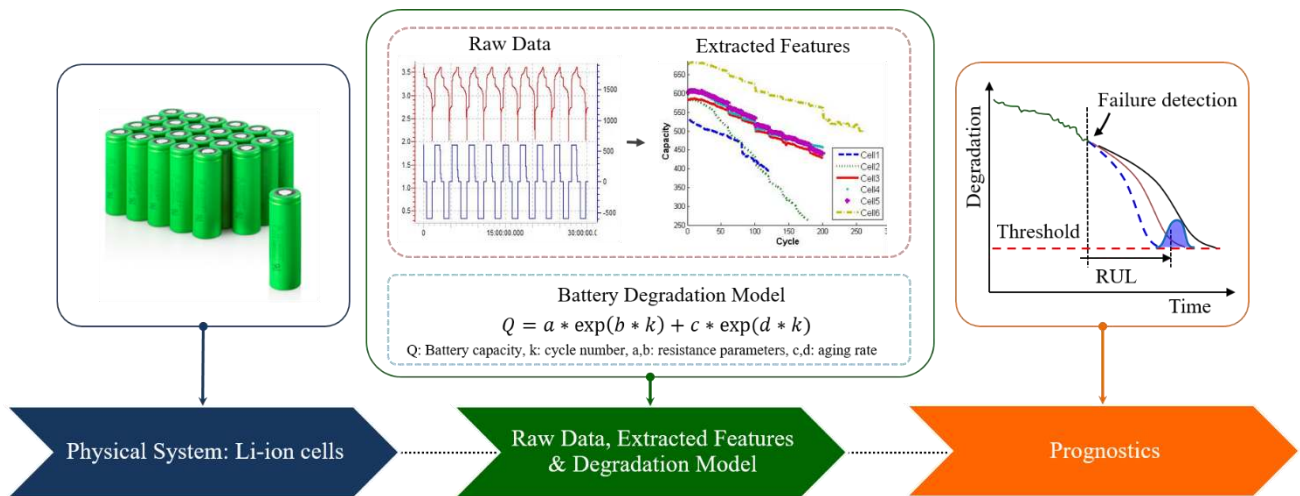 Raw Data
Extracted Features
3.5
3.0
2.5
2.0
1.5
1.0
0.5
1500
1000
500
0
-500
0
15:00:00.000
30:00:00.0
Capacity
650
600
550
500
450
400
350
300
250
0
50
100
150
200
250
Cycle
Cell1
Cell2
Cell3
Cell4
Cell5
Cell6
Battery Degradation Model
Q = a ∗ exp(b ∗ k) + c ∗ exp(d ∗ k)
Q: Battery capacity, k: cycle number, a,b: resistance parameters, c,d: aging rate
Degradation
Failure detection
Threshold
RUL
Time
Physical System: Li-ion cells
Raw Data, Extracted Features
& Degradation Model
Prognostics